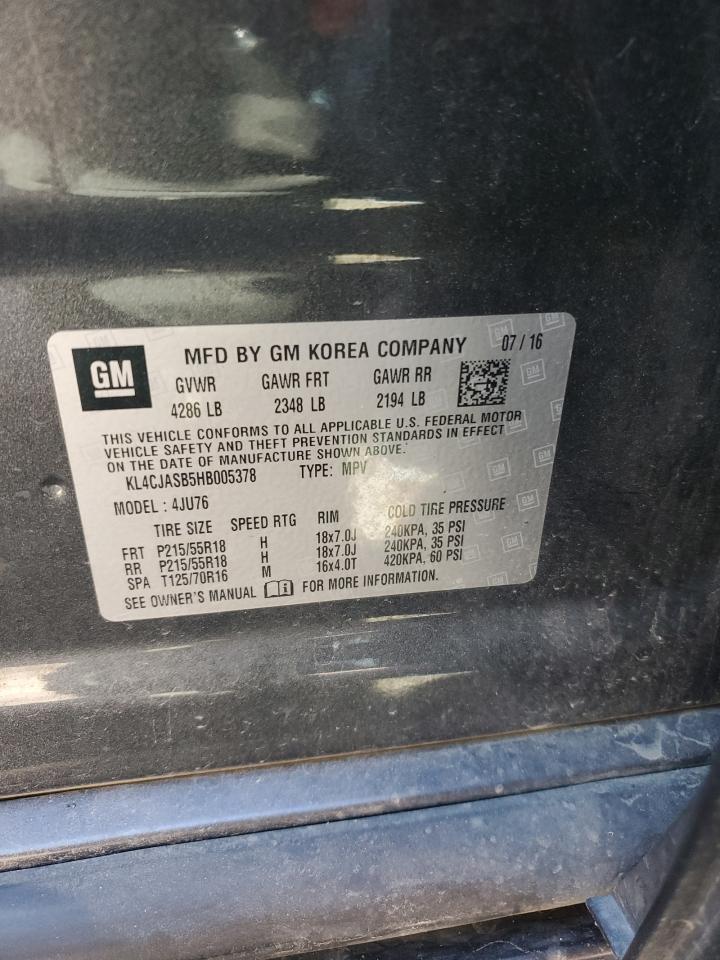 GM MFD BY GM KOREA COMPANY 07 / 16
GVWR GAWR FRT GAWR RR
4286 LB 2348 LB 2194 LB
THIS VEHICLE CONFORMS TO ALL APPLICABLE U.S. FEDERAL MOTOR
VEHICLE SAFETY AND THEFT PREVENTION STANDARDS IN EFFECT
ON THE DATE OF MANUFACTURE SHOWN ABOVE.
KL4CJASB5HB005378 TYPE: MPV
MODEL : 4JU76
TIRE SIZE SPEED RTG RIM COLD TIRE PRESSURE
FRT P215/55R18 H 18x7.0J 240KPA, 35 PSI
RR P215/55R18 H 18x7.0J 240KPA, 35 PSI
SPA T125/70R16 M 16x4.0T 420KPA, 60 PSI
SEE OWNER'S MANUAL FOR MORE INFORMATION.